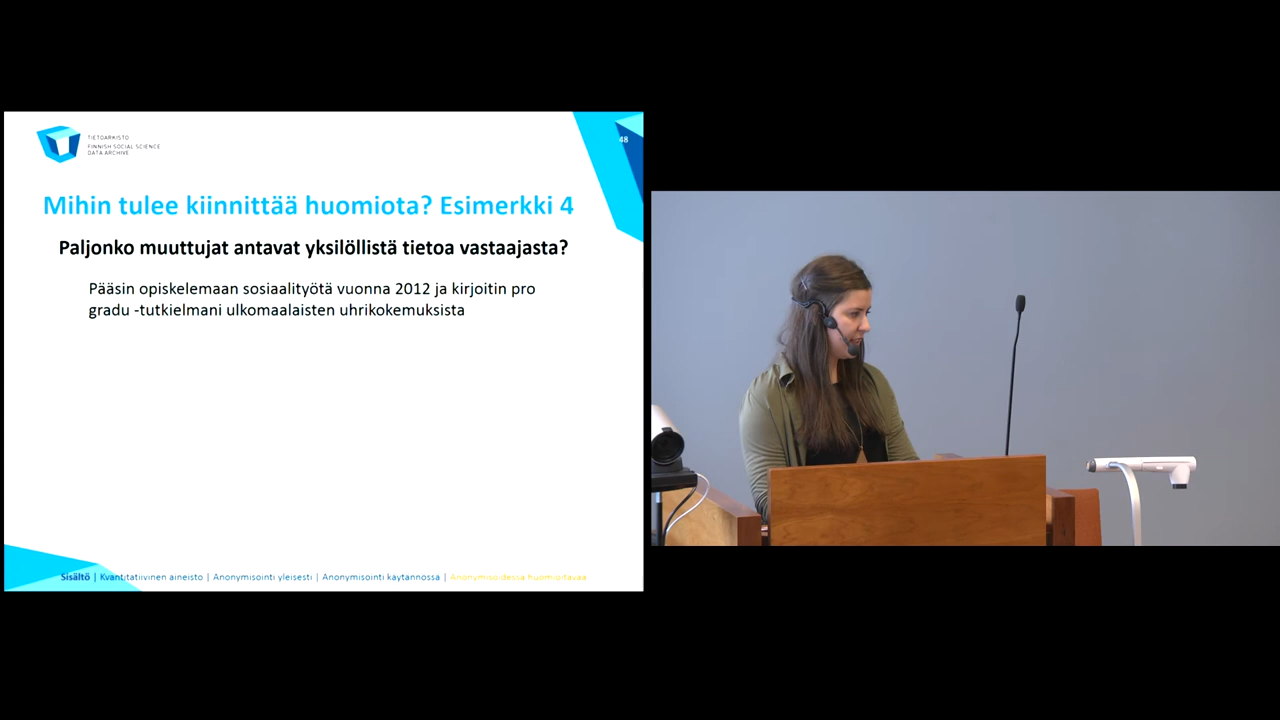 TIETOARKISTO
FINNISH SOCIAL SCIENCE
DATA ARCHIVE
48
Mihin tulee kiinnittää huomiota? Esimerkki 4
Paljonko muuttujat antavat yksilöllistä tietoa vastaajasta?
Pääsin opiskelemaan sosiaalityötä vuonna 2012 ja kirjoitin pro
gradu -tutkielmani ulkomaalaisten uhrikokemuksista
Sisältö | Kvantitatiivinen aineisto | Anonymisointi yleisesti | Anonymisointi käytännössä | Anonymisoidessa huomioitavaa